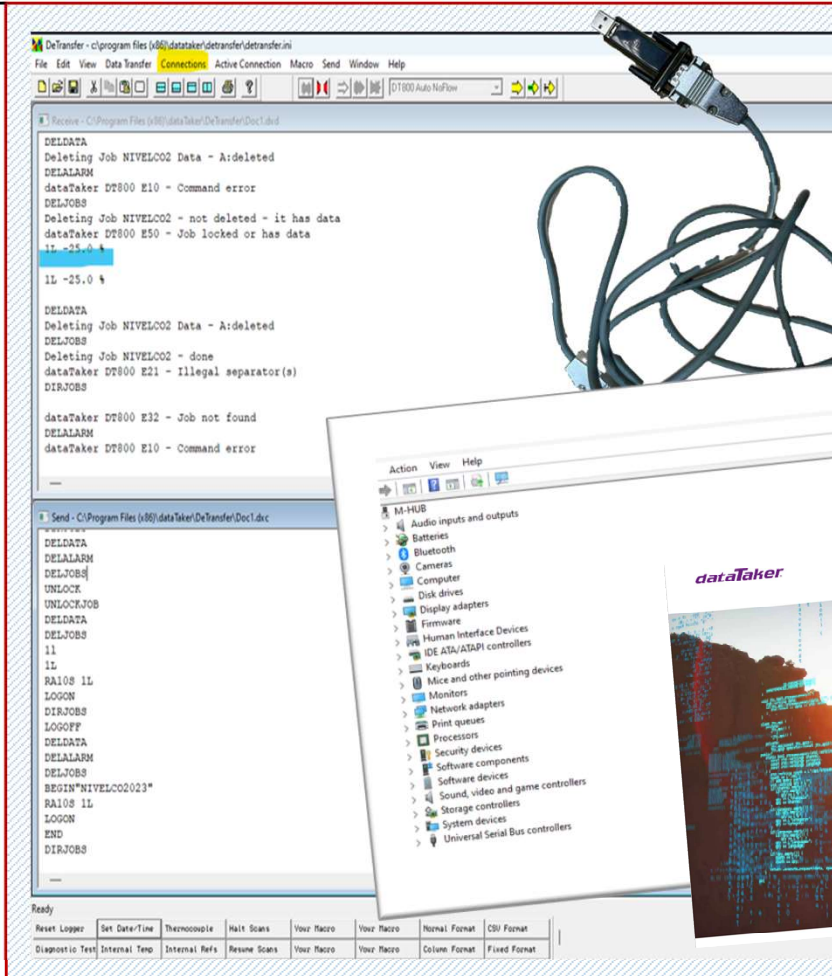 DeTransfer - c:\program files (x86)\datataker\detransfer\detransfer.ini
File Edit View Data Transfer Connections Active Connection Macro Send Window Help
DT800 Auto NoFlow
Receive - C:\Program Files (x86)\dataTaker\DeTransfer\Doc1.dxd
DELDATA
Deleting Job NIVELCO2 Data - A:deleted
DELALARM
dataTaker DT800 E10 - Command error
DELJOBS
Deleting Job NIVELCO2 - not deleted - it has data
dataTaker DT800 E50 - Job locked or has data
1L -25.0 %
1L -25.0 %
DELDATA
Deleting Job NIVELCO2 Data - A:deleted
DELJOBS
Deleting Job NIVELCO2 - done
dataTaker DT800 E21 - Illegal separator(s)
DIRJOBS
dataTaker DT800 E32 - Job not found
DELALARM
dataTaker DT800 E10 - Command error
Send - C:\Program Files (x86)\dataTaker\DeTransfer\Doc1.dxc
DELDATA
DELALARM
DELJOBS
UNLOCK
UNLOCKJOB
DELDATA
DELJOBS
11
1L
RA10S 1L
LOGON
DIRJOBS
LOGOFF
DELDATA
DELALARM
DELJOBS
BEGIN"NIVELCO2023"
RA10S 1L
LOGON
END
DIRJOBS
Action View Help
M-HUB
Audio inputs and outputs
Batteries
Bluetooth
Cameras
Computer
Disk drives
Display adapters
Firmware
Human Interface Devices
IDE ATA/ATAPI controllers
Keyboards
Mice and other pointing devices
Monitors
Network adapters
Print queues
Processors
Security devices
Software components
Software devices
Sound, video and game controllers
Storage controllers
System devices
Universal Serial Bus controllers
dataTaker
Ready
Reset Logger Set Date/Time Thermocouple Halt Scans Your Macro Your Macro Normal Format CSV Format
Diagnostic Test Internal Temp Internal Refs Resume Scans Your Macro Your Macro Column Format Fixed Format